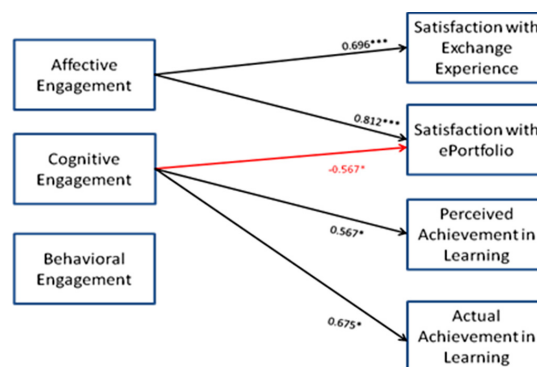 Affective
Engagement
Cognitive
Engagement
Behavioral
Engagement
0.696***
0.812***
-0.567*
0.567*
0.675*
Satisfaction with
Exchange
Experience
Satisfaction with
ePortfolio
Perceived
Achievement in
Learning
Actual
Achievement in
Learning